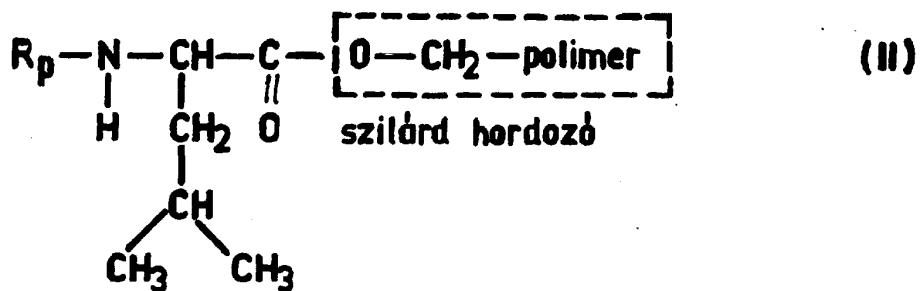 Rp—N—CH—C—O—CH2—polimer (II)
H CH2 O szilárd hordozó
CH
CH3 CH3